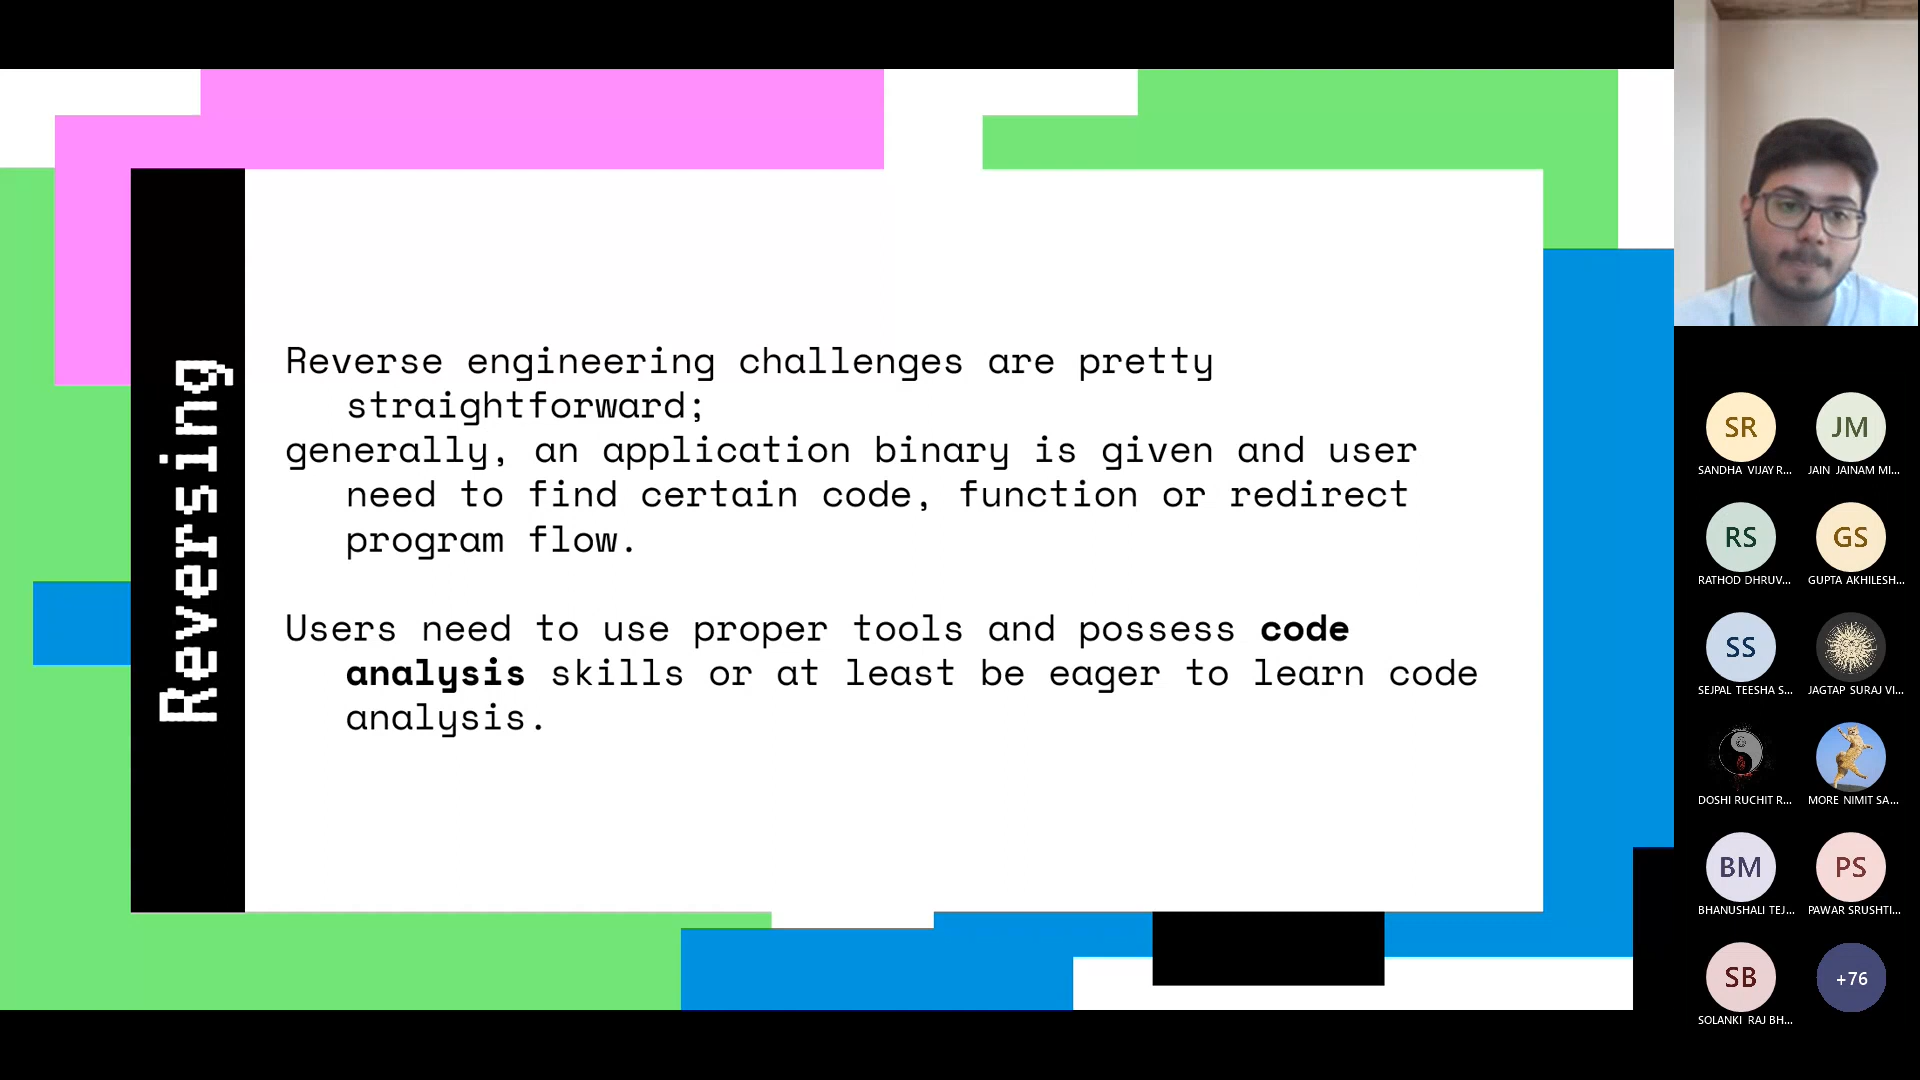 Reversing
Reverse engineering challenges are pretty
straightforward;
generally, an application binary is given and user
need to find certain code, function or redirect
program flow.
Users need to use proper tools and possess code
analysis skills or at least be eager to learn code
analysis.
SR
JM
SANDHA VIJAY R...
JAIN JAINAM MI...
RS
GS
RATHOD DHRUV...
GUPTA AKHILESH...
SS
SEJPAL TEESHA S...
JAGTAP SURAJ VI...
DOSHI RUCHIT R...
MORE NIMIT SA...
BM
PS
BHANUSHALI TEJ...
PAWAR SRUSHTI...
SB
+76
SOLANKI RAJ BH...